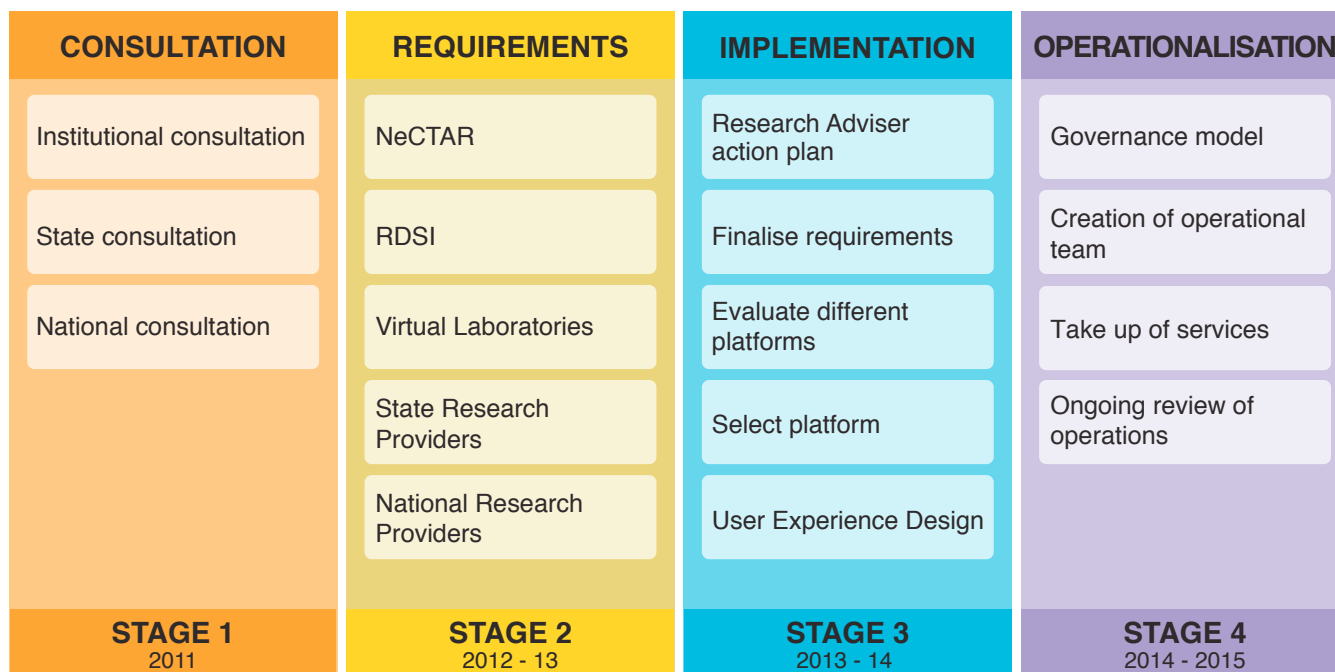 CONSULTATION
Institutional consultation
State consultation
National consultation
STAGE 1
2011
REQUIREMENTS
NeCTAR
RDSI
Virtual Laboratories
State Research
Providers
National Research
Providers
STAGE 2
2012 - 13
IMPLEMENTATION
Research Adviser
action plan
Finalise requirements
Evaluate different
platforms
Select platform
User Experience Design
STAGE 3
2013 - 14
OPERATIONALISATION
Governance model
Creation of operational
team
Take up of services
Ongoing review of
operations
STAGE 4
2014 - 2015